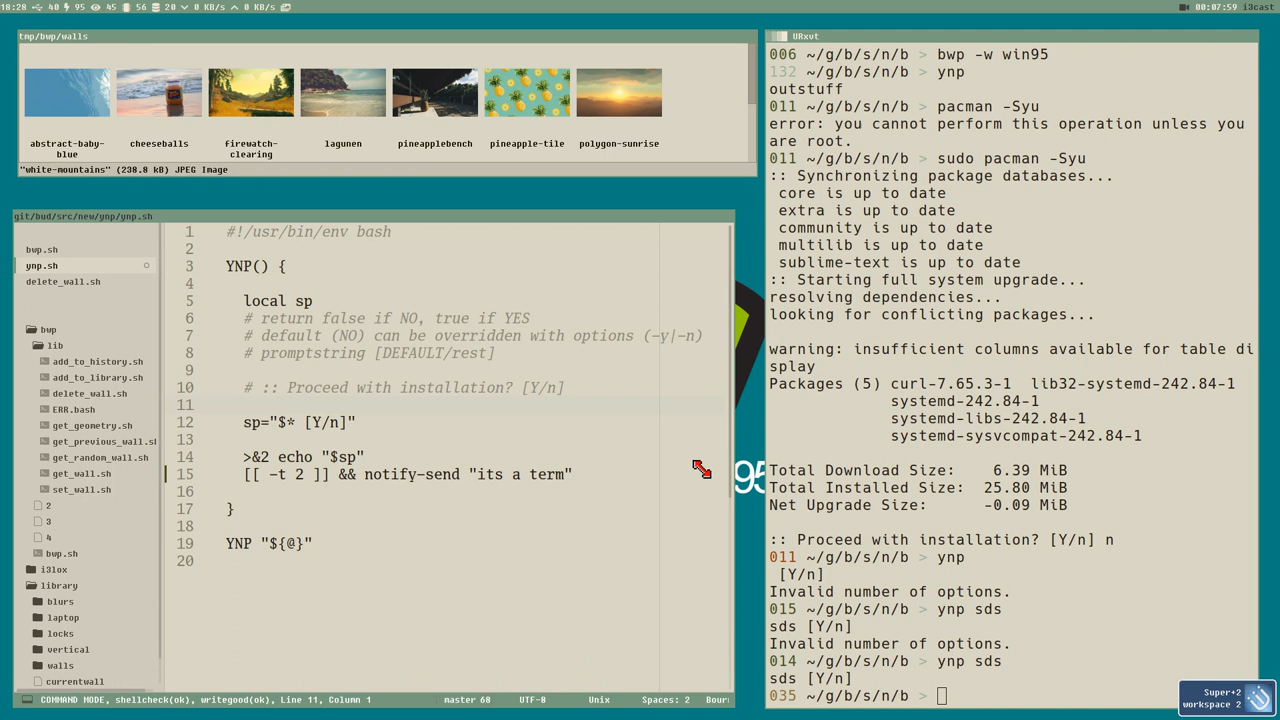 18:28 40 95 45 56 20 0 KB/s 0 KB/s
00:07:59 i3cast
tmp/bwp/walls
abstract-baby-blue
cheeseballs
firewatch-clearing
lagunen
pineapplebench
pineapple-tile
polygon-sunrise
"white-mountains" (238.8 kB) JPEG Image
git/bud/src/new/ynp/ynp.sh
bwp.sh
ynp.sh
delete_wall.sh
bwp
lib
add_to_history.sh
add_to_library.sh
delete_wall.sh
ERR.bash
get_geometry.sh
get_previous_wall.sh
get_random_wall.sh
get_wall.sh
set_wall.sh
2
3
4
bwp.sh
i3lox
library
blurs
laptop
locks
vertical
walls
currentwall
1 #!/usr/bin/env bash
2
3 YNP() {
4
5 local sp
6 # return false if NO, true if YES
7 # default (NO) can be overridden with options (-y|-n)
8 # promptstring [DEFAULT/rest]
9
10 # :: Proceed with installation? [Y/n]
11
12 sp="$* [Y/n]"
13
14 >&2 echo "$sp"
15 [[ -t 2 ]] && notify-send "its a term"
16
17 }
18
19 YNP "${@}"
20
COMMAND MODE, shellcheck(ok), writegood(ok), Line 11, Column 1 master 68 UTF-8 Unix Spaces: 2 Bour
95
URxvt
006 ~/g/b/s/n/b > bwp -w win95
132 ~/g/b/s/n/b > ynp
outstuff
011 ~/g/b/s/n/b > pacman -Syu
error: you cannot perform this operation unless you
are root.
011 ~/g/b/s/n/b > sudo pacman -Syu
:: Synchronizing package databases...
core is up to date
extra is up to date
community is up to date
multilib is up to date
sublime-text is up to date
:: Starting full system upgrade...
resolving dependencies...
looking for conflicting packages...
warning: insufficient columns available for table di
splay
Packages (5) curl-7.65.3-1 lib32-systemd-242.84-1
systemd-242.84-1
systemd-libs-242.84-1
systemd-sysvcompat-242.84-1
Total Download Size: 6.39 MiB
Total Installed Size: 25.80 MiB
Net Upgrade Size: -0.09 MiB
:: Proceed with installation? [Y/n] n
011 ~/g/b/s/n/b > ynp
[Y/n]
Invalid number of options.
015 ~/g/b/s/n/b > ynp sds
sds [Y/n]
Invalid number of options.
014 ~/g/b/s/n/b > ynp sds
sds [Y/n]
035 ~/g/b/s/n/b >
Super+2
workspace 2